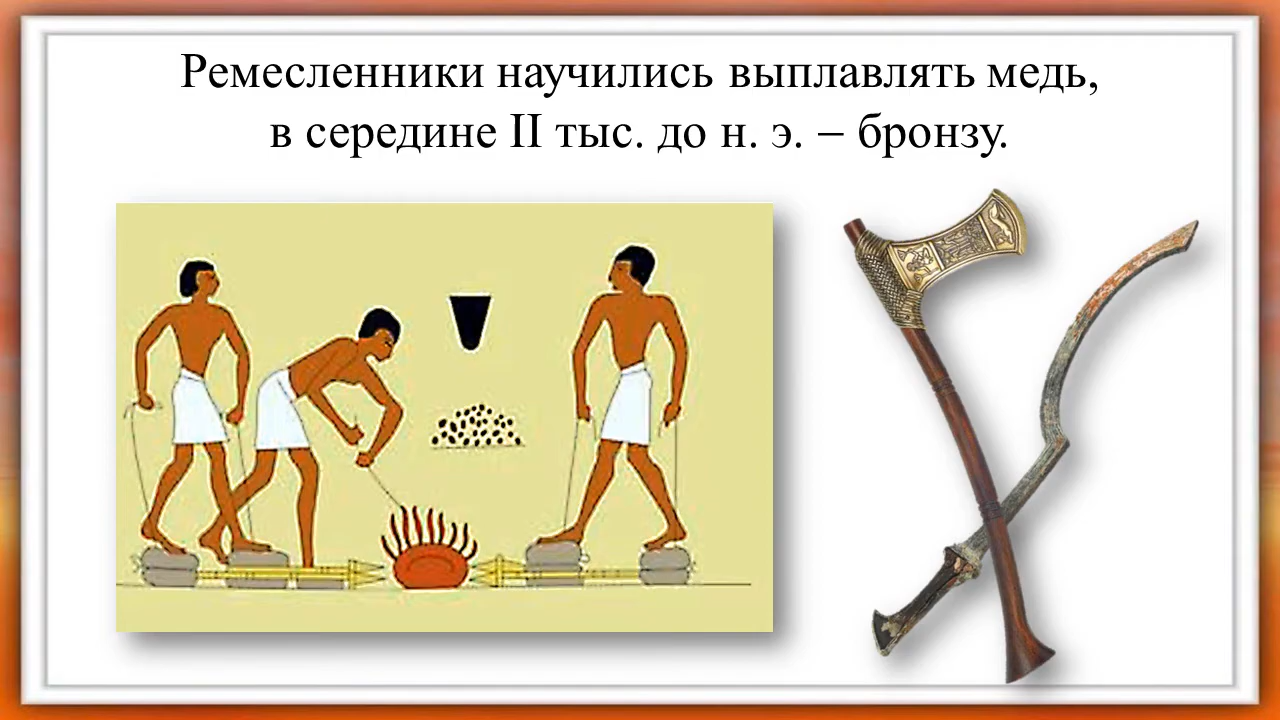 Ремесленники научились выплавлять медь,
в середине II тыс. до н. э. – бронзу.